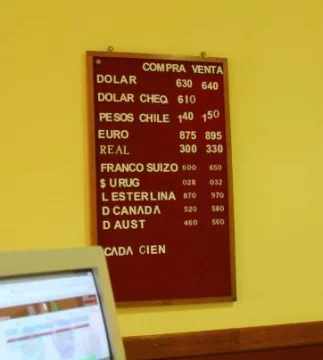 * COMPRA VENTA
DOLAR 630 640
DOLAR CHEQ. 610
PESOS CHILE 140 150
EURO 875 895
REAL 300 330
FRANCO SUIZO 600 650
$ URUG 028 032
L ESTERLINA 870 970
D CANADA 520 580
D AUST 460 560
CADA CIEN